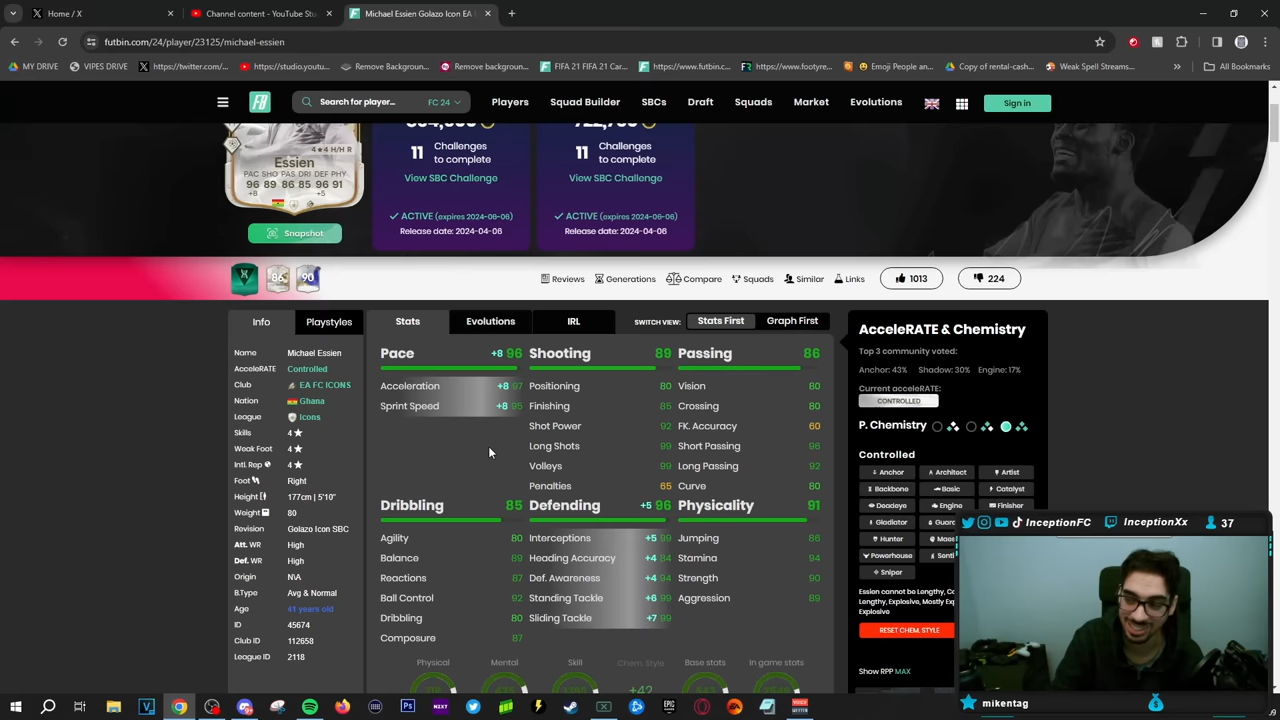 Home / X
Channel content - YouTube Stu
Michael Essien Golazo Icon EA
futbin.com/24/player/23125/michael-essien
MY DRIVE
VIPES DRIVE
https://twitter.com/...
https://studio.youtu...
Remove Backgroun...
Remove backgroun...
FIFA 21 FIFA 21 Car...
https://www.futbin.c...
https://www.footyre...
Emoji People an...
Copy of rental-cash...
Weak Spell Streams...
All Bookmarks
Search for player...
FC 24
Players
Squad Builder
SBCs
Draft
Squads
Market
Evolutions
Sign in
4★4 H/H R
Essien
PAC SHO PAS DRI DEF PHY
96 89 86 85 96 91
+8 +5
11 Challenges to complete
View SBC Challenge
ACTIVE (expires 2024-06-06)
Release date: 2024-04-06
11 Challenges to complete
View SBC Challenge
ACTIVE (expires 2024-06-06)
Release date: 2024-04-06
Snapshot
86
90
Reviews
Generations
Compare
Squads
Similar
Links
1013
224
Info
Playstyles
Stats
Evolutions
IRL
SWITCH VIEW:
Stats First
Graph First
Name Michael Essien
AcceleRATE Controlled
Club EA FC ICONS
Nation Ghana
League Icons
Skills 4
Weak Foot 4
Intl. Rep 4
Foot Right
Height 177cm | 5'10"
Weight 80
Revision Golazo Icon SBC
Att. WR High
Def. WR High
Origin N\A
B.Type Avg & Normal
Age 41 years old
ID 45674
Club ID 112658
League ID 2118
Pace +8 96
Acceleration +8 97
Sprint Speed +8 95
Shooting 89
Positioning 80
Finishing 85
Shot Power 92
Long Shots 99
Volleys 99
Penalties 65
Passing 86
Vision 80
Crossing 80
FK. Accuracy 60
Short Passing 96
Long Passing 92
Curve 80
Dribbling 85
Agility 80
Balance 89
Reactions 87
Ball Control 92
Dribbling 80
Composure 87
Defending +5 96
Interceptions +5 99
Heading Accuracy +4 84
Def. Awareness +4 94
Standing Tackle +6 99
Sliding Tackle +7 99
Physicality 91
Jumping 86
Stamina 94
Strength 90
Aggression 89
Physical
Mental
Skill
Chem. Style
Base stats
In game stats
+42
AcceleRATE & Chemistry
Top 3 community voted:
Anchor: 43% Shadow: 30% Engine: 17%
Current acceleRATE:
CONTROLLED
P. Chemistry
Controlled
Anchor
Architect
Artist
Backbone
Basic
Catalyst
Deadeye
Engine
Finisher
Gladiator
Hunter
Powerhouse
Sniper
Essien cannot be Lengthy,
Lengthy, Explosive, Mostly
Explosive
RESET CHEM. STYLE
Show RPP MAX
InceptionFC
InceptionXx
37
mikentag